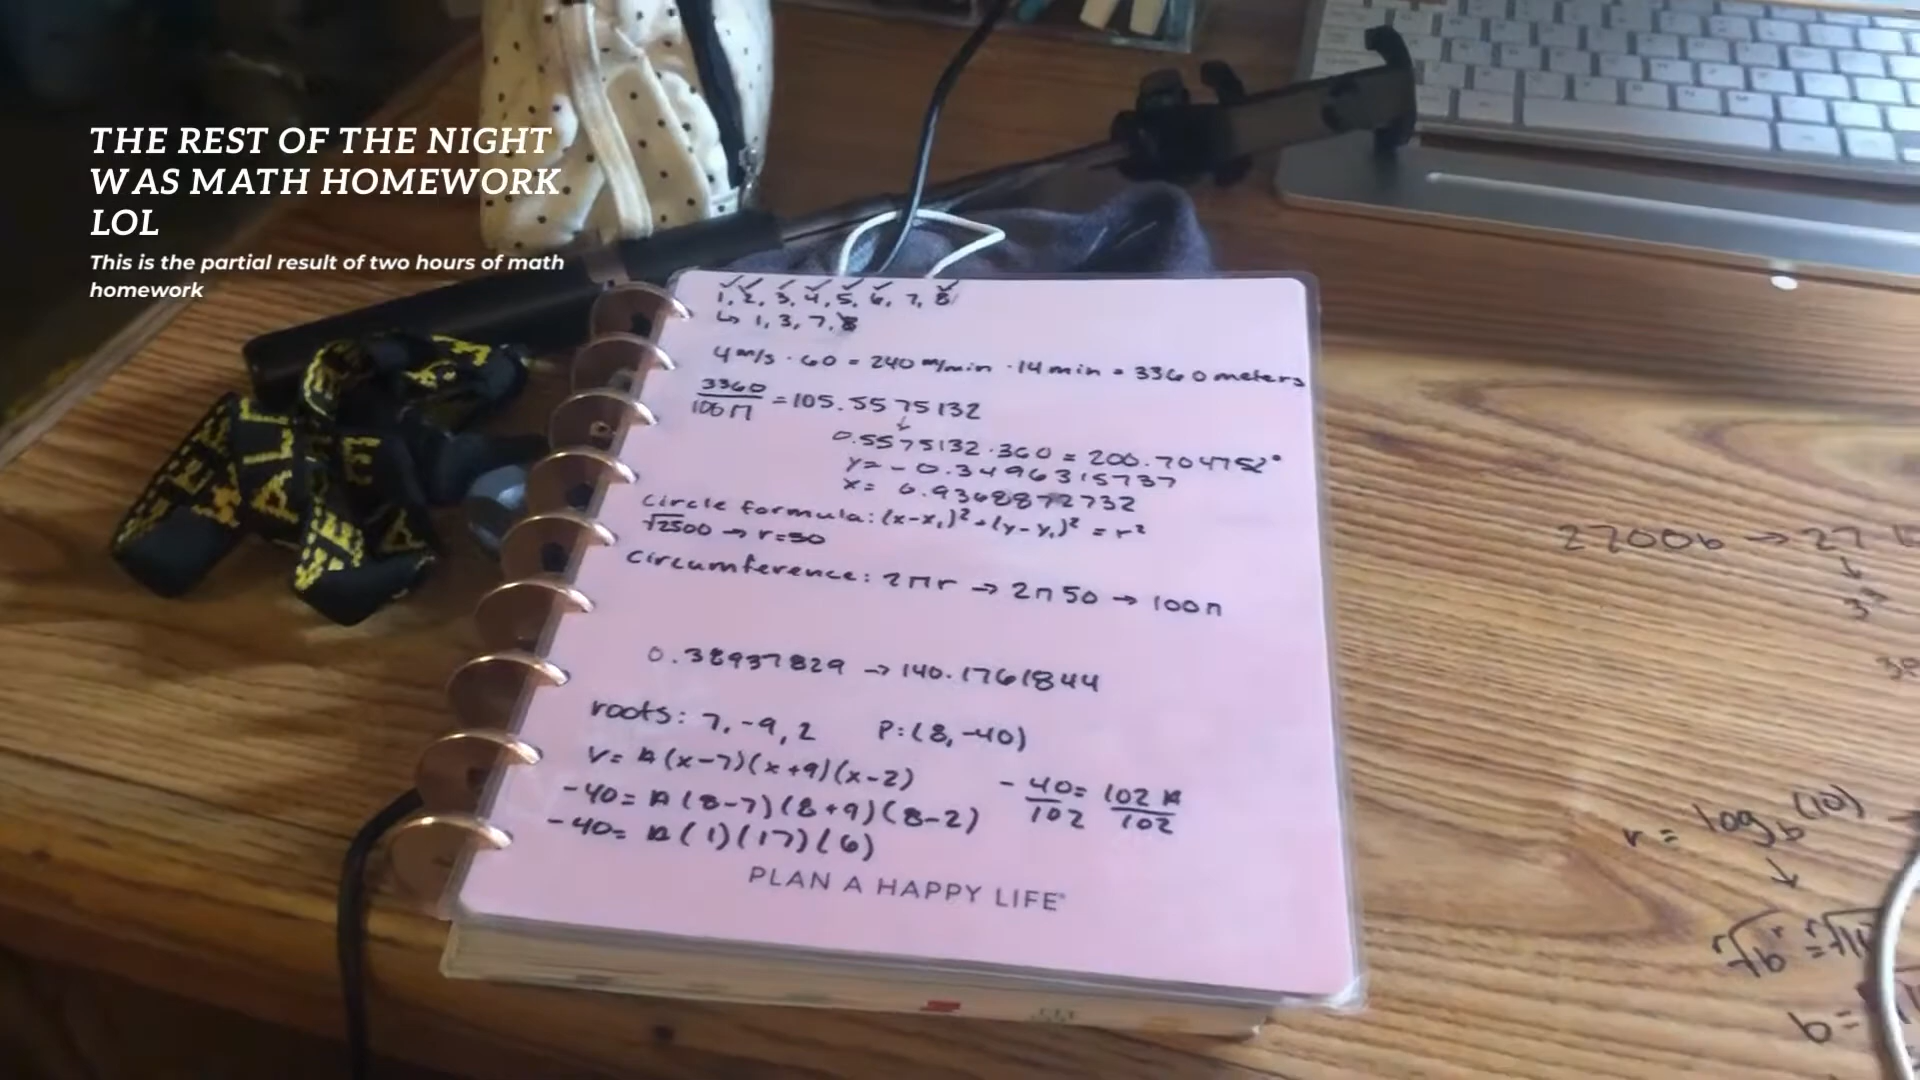 THE REST OF THE NIGHT
WAS MATH HOMEWORK
LOL
This is the partial result of two hours of math
homework
1, 2, 3, 4, 5, 6, 7, 8
↳ 1, 3, 7, 8
4 m/s · 60 = 240 m/min · 14 min = 3360 meters
3360
100π = 105.5575132
↓
0.5575132 · 360 = 200.704752°
y = -0.3496315737
x = 0.9368872732
Circle formula: (x-x₁)² + (y-y₁)² = r²
√2500 → r=50
Circumference: 2πr → 2π50 → 100π
0.38937829 → 140.1761844
roots: 7, -9, 2 P: (8, -40)
y = A(x-7)(x+9)(x-2)
-40 = A(8-7)(8+9)(8-2)
-40 = A(1)(17)(6)
-40 = 102 A
102 102
PLAN A HAPPY LIFE®
2700b → 27
↓
r = log_b(10)
↓
b =